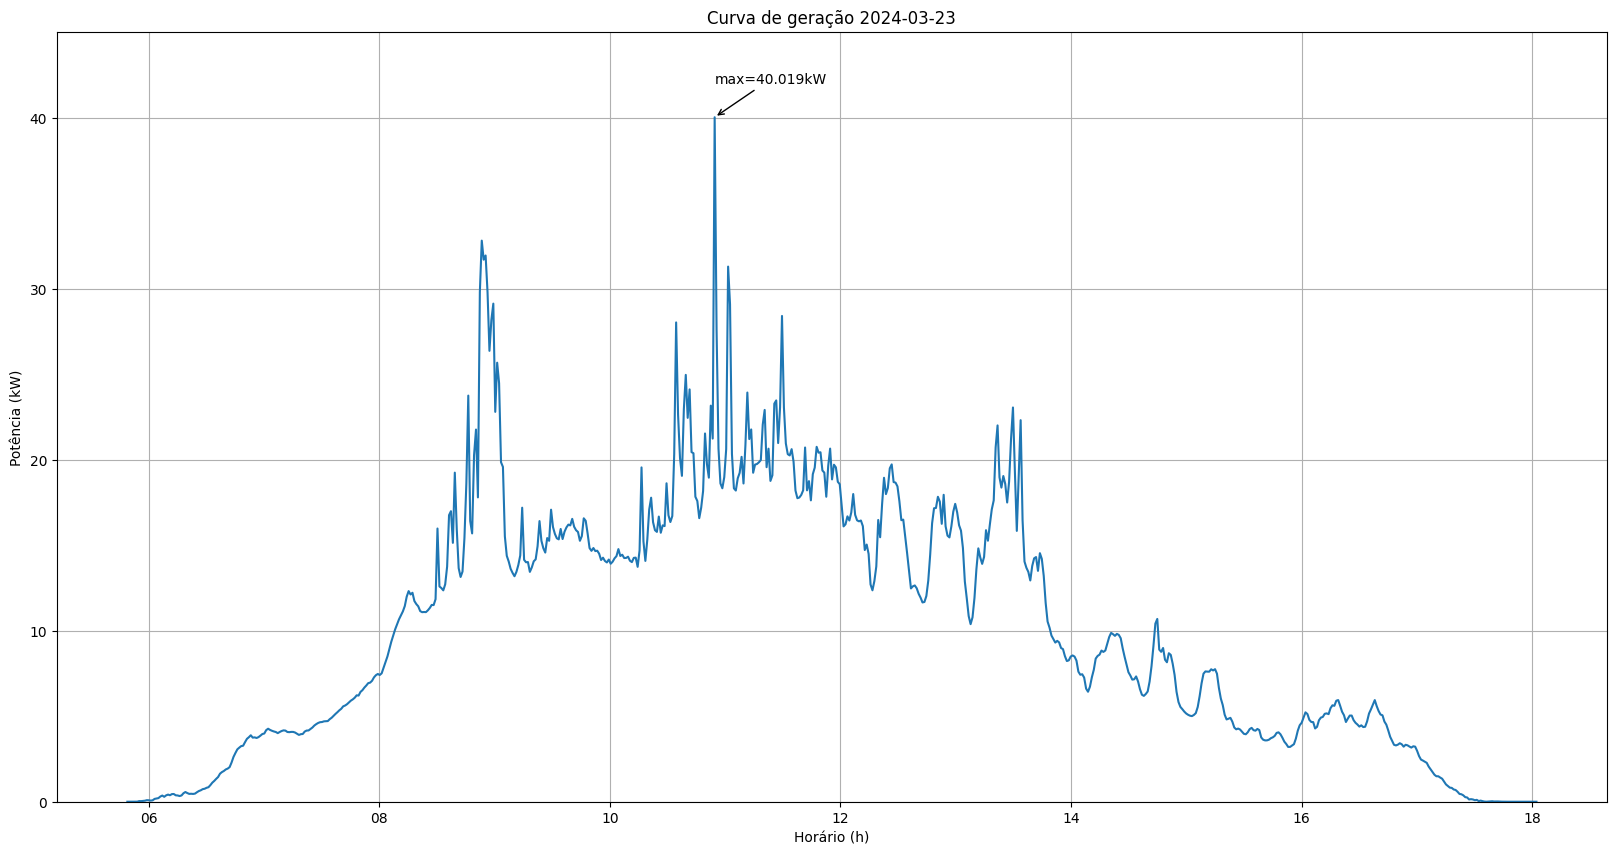 Curva de geração 2024-03-23
max=40.019kW
Potência (kW)
40
30
20
10
0
06 08 10 12 14 16 18
Horário (h)